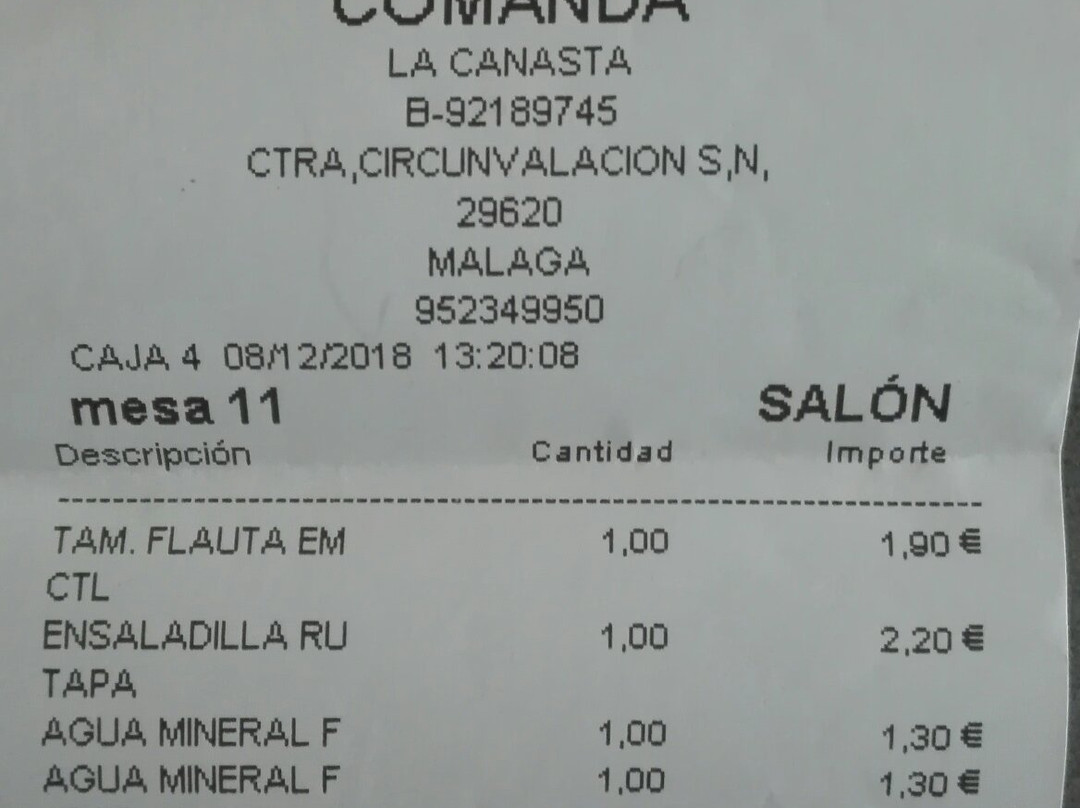 COMANDA
LA CANASTA
B-92189745
CTRA,CIRCUNVALACION S,N,
29620
MALAGA
952349950
CAJA 4 08/12/2018 13:20:08
mesa 11 SALÓN
Descripción Cantidad Importe
TAM. FLAUTA EM 1,00 1,90 €
CTL
ENSALADILLA RU 1,00 2,20 €
TAPA
AGUA MINERAL F 1,00 1,30 €
AGUA MINERAL F 1,00 1,30 €